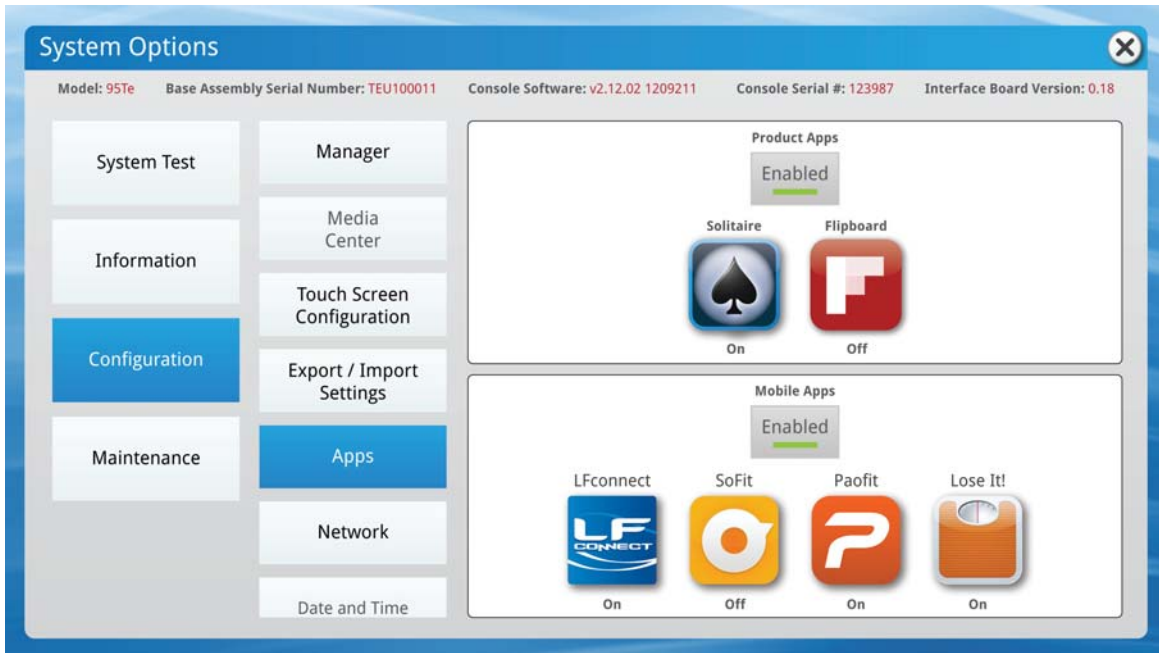 System Options
Model: 95Te Base Assembly Serial Number: TEU100011 Console Software: v2.12.02 1209211 Console Serial #: 123987 Interface Board Version: 0.18
System Test
Information
Configuration
Maintenance
Manager
Media
Center
Touch Screen
Configuration
Export / Import
Settings
Apps
Network
Date and Time
Product Apps
Enabled
Solitaire Flipboard
On Off
Mobile Apps
Enabled
LFconnect SoFit Paofit Lose It!
LF
CONNECT
On Off On On